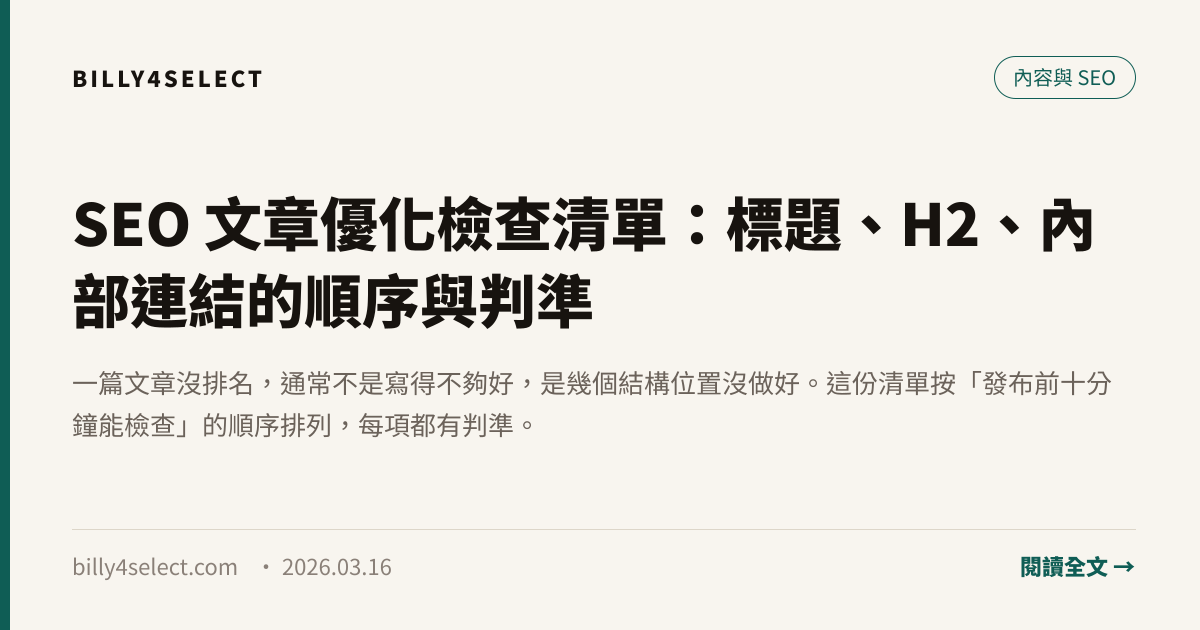 BILLY4SELECT
內容與 SEO
SEO 文章優化檢查清單：標題、H2、內
部連結的順序與判準
一篇文章沒排名，通常不是寫得不夠好，是幾個結構位置沒做好。這份清單按「發布前十分
鐘能檢查」的順序排列，每項都有判準。
billy4select.com ・ 2026.03.16
閱讀全文 →